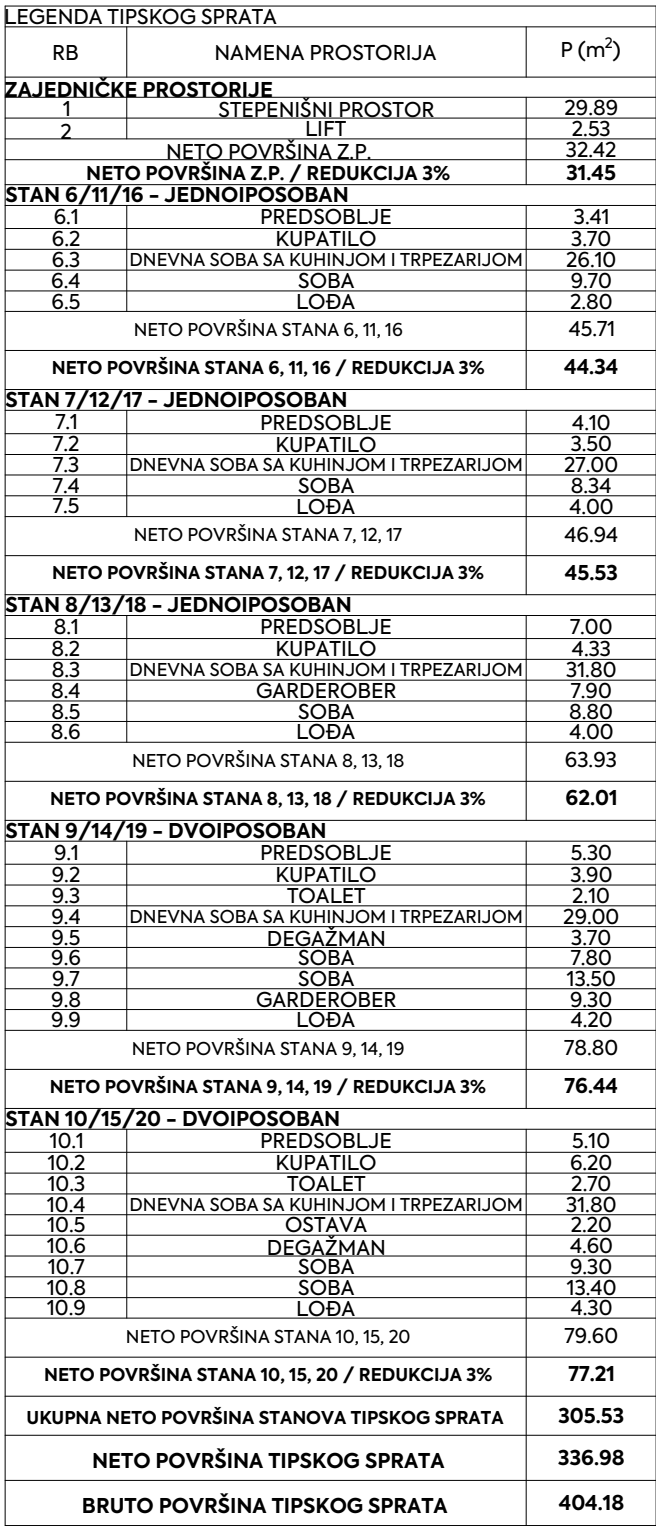 LEGENDA TIPSKOG SPRATA
RB NAMENA PROSTORIJA P (m²)
ZAJEDNIČKE PROSTORIJE
1 STEPENIŠNI PROSTOR 29.89
2 LIFT 2.53
NETO POVRŠINA Z.P. 32.42
NETO POVRŠINA Z.P. / REDUKCIJA 3% 31.45
STAN 6/11/16 – JEDNOIPOSOBAN
6.1 PREDSOBLJE 3.41
6.2 KUPATILO 3.70
6.3 DNEVNA SOBA SA KUHINJOM I TRPEZARIJOM 26.10
6.4 SOBA 9.70
6.5 LOĐA 2.80
NETO POVRŠINA STANA 6, 11, 16 45.71
NETO POVRŠINA STANA 6, 11, 16 / REDUKCIJA 3% 44.34
STAN 7/12/17 – JEDNOIPOSOBAN
7.1 PREDSOBLJE 4.10
7.2 KUPATILO 3.50
7.3 DNEVNA SOBA SA KUHINJOM I TRPEZARIJOM 27.00
7.4 SOBA 8.34
7.5 LOĐA 4.00
NETO POVRŠINA STANA 7, 12, 17 46.94
NETO POVRŠINA STANA 7, 12, 17 / REDUKCIJA 3% 45.53
STAN 8/13/18 – JEDNOIPOSOBAN
8.1 PREDSOBLJE 7.00
8.2 KUPATILO 4.33
8.3 DNEVNA SOBA SA KUHINJOM I TRPEZARIJOM 31.80
8.4 GARDEROBER 7.90
8.5 SOBA 8.80
8.6 LOĐA 4.00
NETO POVRŠINA STANA 8, 13, 18 63.93
NETO POVRŠINA STANA 8, 13, 18 / REDUKCIJA 3% 62.01
STAN 9/14/19 – DVOIPOSOBAN
9.1 PREDSOBLJE 5.30
9.2 KUPATILO 3.90
9.3 TOALET 2.10
9.4 DNEVNA SOBA SA KUHINJOM I TRPEZARIJOM 29.00
9.5 DEGAŽMAN 3.70
9.6 SOBA 7.80
9.7 SOBA 13.50
9.8 GARDEROBER 9.30
9.9 LOĐA 4.20
NETO POVRŠINA STANA 9, 14, 19 78.80
NETO POVRŠINA STANA 9, 14, 19 / REDUKCIJA 3% 76.44
STAN 10/15/20 – DVOIPOSOBAN
10.1 PREDSOBLJE 5.10
10.2 KUPATILO 6.20
10.3 TOALET 2.70
10.4 DNEVNA SOBA SA KUHINJOM I TRPEZARIJOM 31.80
10.5 OSTAVA 2.20
10.6 DEGAŽMAN 4.60
10.7 SOBA 9.30
10.8 SOBA 13.40
10.9 LOĐA 4.30
NETO POVRŠINA STANA 10, 15, 20 79.60
NETO POVRŠINA STANA 10, 15, 20 / REDUKCIJA 3% 77.21
UKUPNA NETO POVRŠINA STANOVA TIPSKOG SPRATA 305.53
NETO POVRŠINA TIPSKOG SPRATA 336.98
BRUTO POVRŠINA TIPSKOG SPRATA 404.18